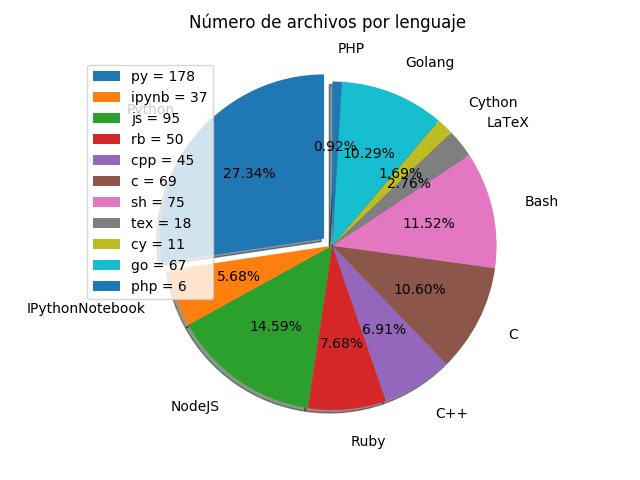 Número de archivos por lenguaje
py = 178
ipynb = 37
js = 95
rb = 50
cpp = 45
c = 69
sh = 75
tex = 18
cy = 11
go = 67
php = 6
Python
27.34%
IPythonNotebook
5.68%
NodeJS
14.59%
Ruby
7.68%
C++
6.91%
C
10.60%
Bash
11.52%
LaTeX
2.76%
Cython
1.69%
Golang
10.29%
PHP
0.92%